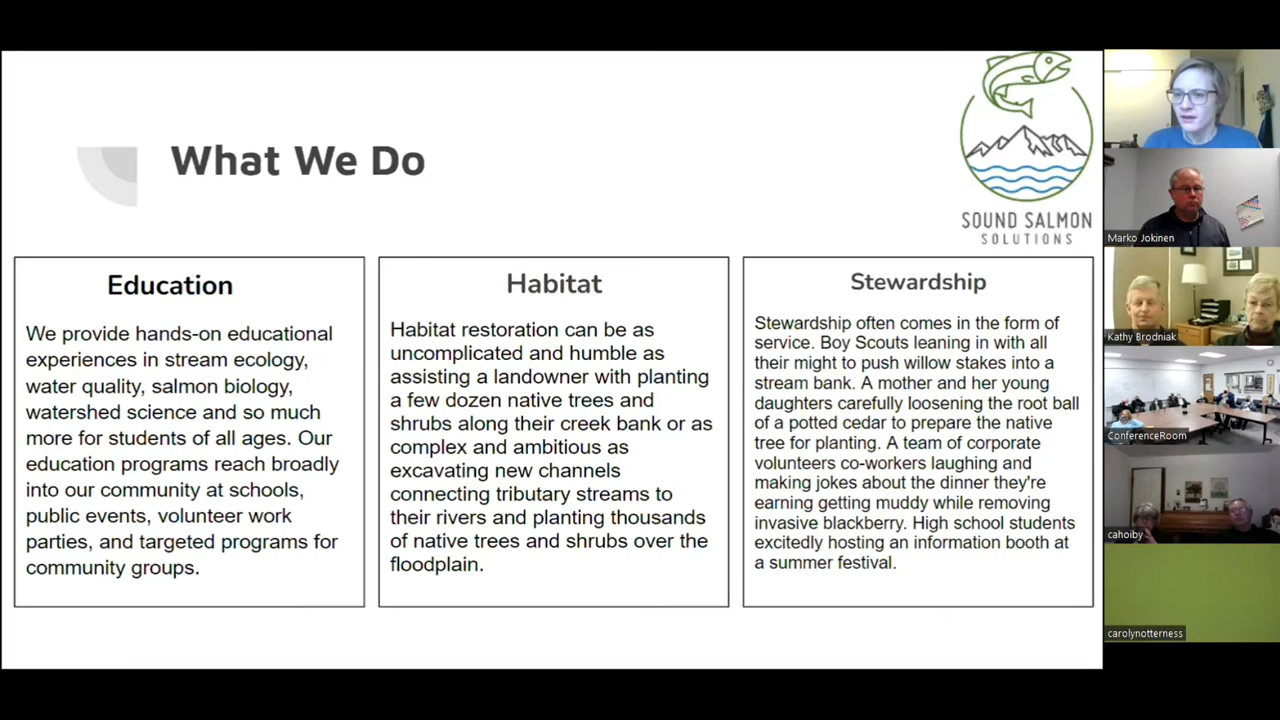 What We Do
SOUND SALMON
SOLUTIONS
Education
We provide hands-on educational
experiences in stream ecology,
water quality, salmon biology,
watershed science and so much
more for students of all ages. Our
education programs reach broadly
into our community at schools,
public events, volunteer work
parties, and targeted programs for
community groups.
Habitat
Habitat restoration can be as
uncomplicated and humble as
assisting a landowner with planting
a few dozen native trees and
shrubs along their creek bank or as
complex and ambitious as
excavating new channels
connecting tributary streams to
their rivers and planting thousands
of native trees and shrubs over the
floodplain.
Stewardship
Stewardship often comes in the form of
service. Boy Scouts leaning in with all
their might to push willow stakes into a
stream bank. A mother and her young
daughters carefully loosening the root ball
of a potted cedar to prepare the native
tree for planting. A team of corporate
volunteers co-workers laughing and
making jokes about the dinner they're
earning getting muddy while removing
invasive blackberry. High school students
excitedly hosting an information booth at
a summer festival.
Marko Jokinen
Kathy Brodniak
ConferenceRoom
cahoiby
carolynotterness